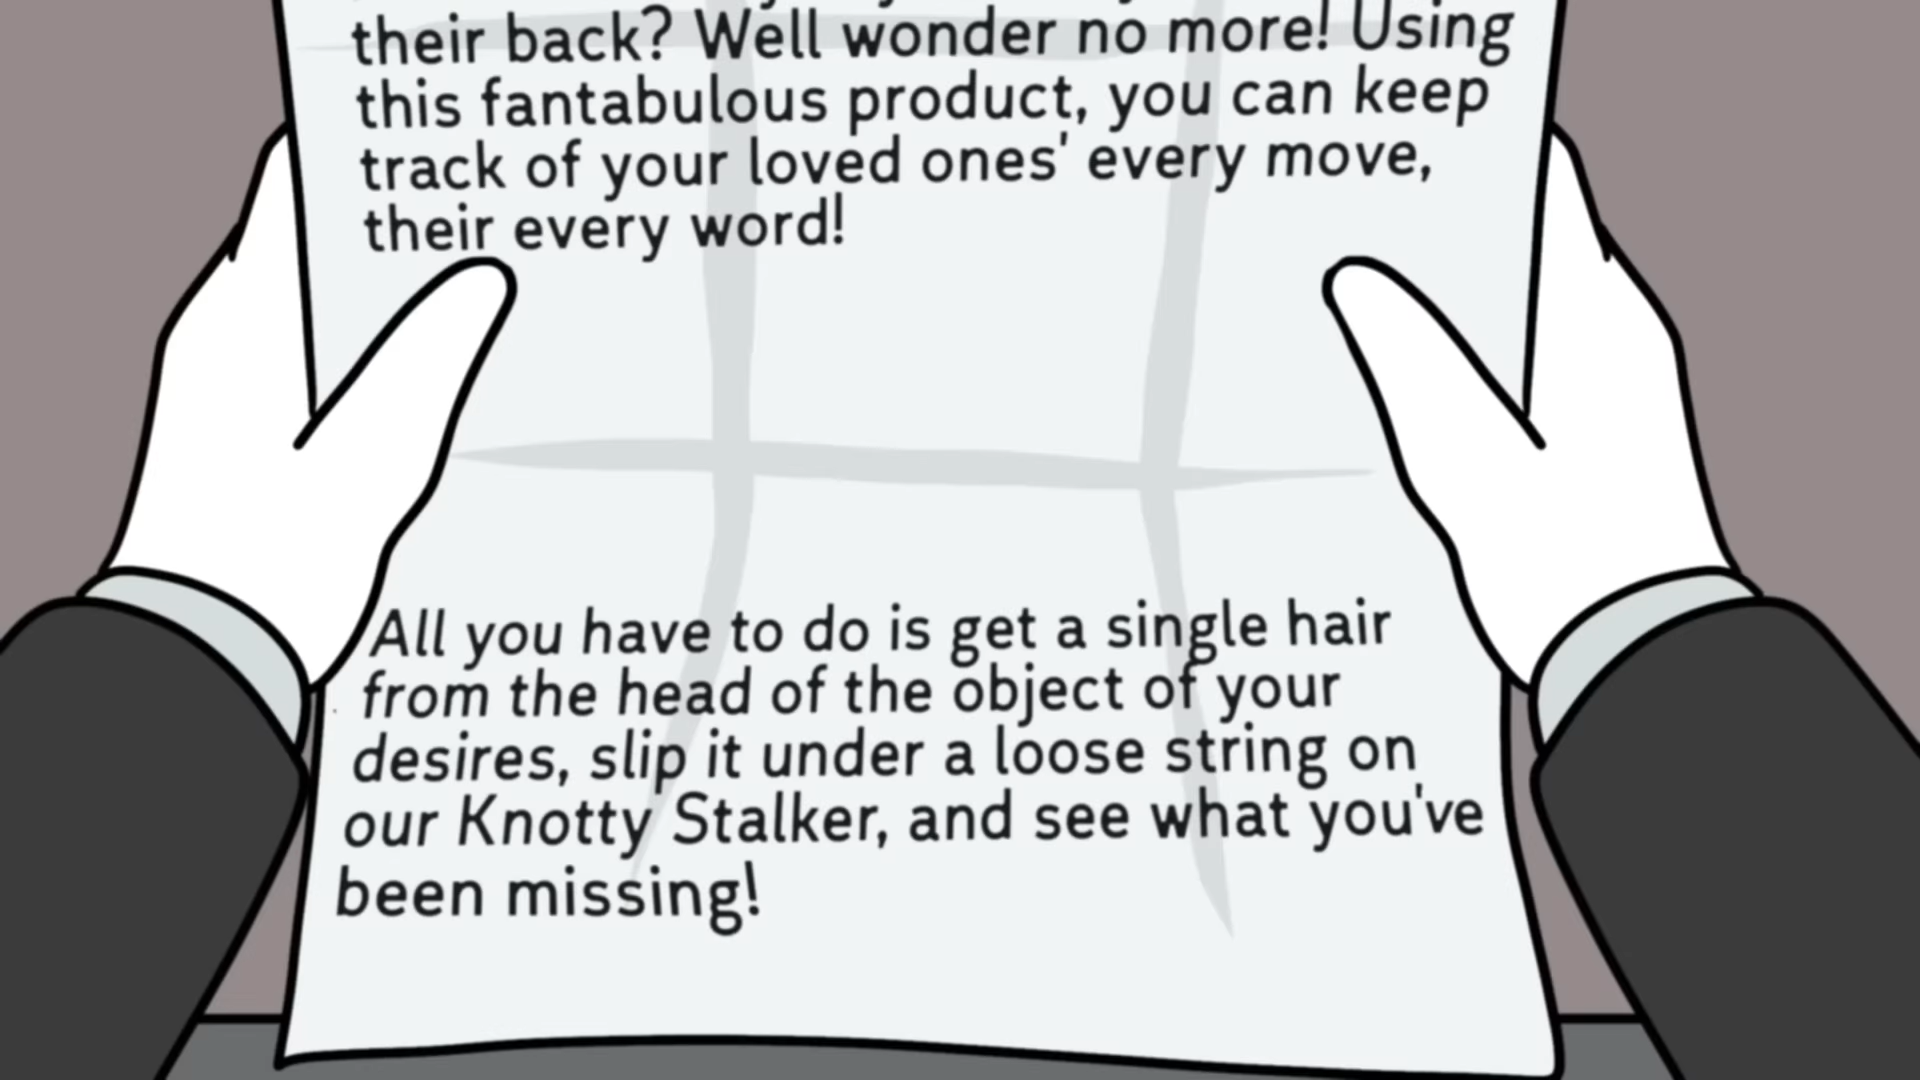 their back? Well wonder no more! Using
this fantabulous product, you can keep
track of your loved ones' every move,
their every word!
All you have to do is get a single hair
from the head of the object of your
desires, slip it under a loose string on
our Knotty Stalker, and see what you've
been missing!